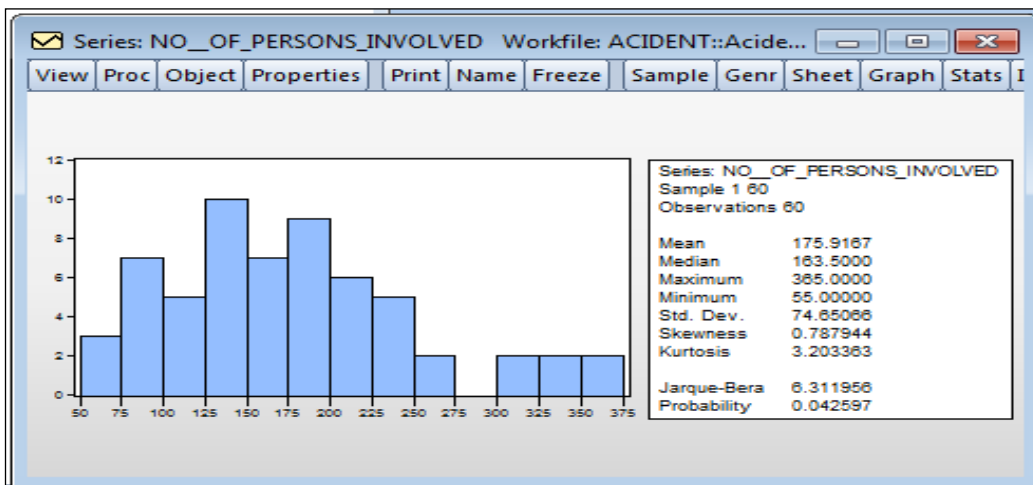 Series: NO__OF_PERSONS_INVOLVED Workfile: ACIDENT::Acide...
View Proc Object Properties Print Name Freeze Sample Genr Sheet Graph Stats I
12
10
8
6
4
2
0
50 75 100 125 150 175 200 225 250 275 300 325 350 375
Series: NO__OF_PERSONS_INVOLVED
Sample 1 60
Observations 60
Mean 175.9167
Median 163.5000
Maximum 365.0000
Minimum 55.00000
Std. Dev. 74.65066
Skewness 0.787944
Kurtosis 3.203363
Jarque-Bera 6.311956
Probability 0.042597